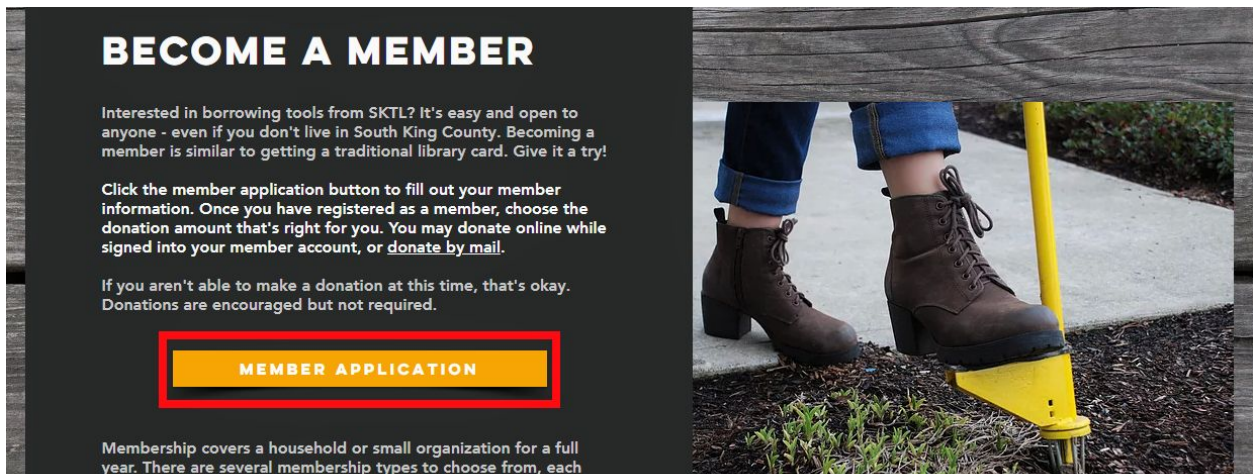 BECOME A MEMBER
Interested in borrowing tools from SKTL? It's easy and open to
anyone - even if you don't live in South King County. Becoming a
member is similar to getting a traditional library card. Give it a try!
Click the member application button to fill out your member
information. Once you have registered as a member, choose the
donation amount that's right for you. You may donate online while
signed into your member account, or donate by mail.
If you aren't able to make a donation at this time, that's okay.
Donations are encouraged but not required.
MEMBER APPLICATION
Membership covers a household or small organization for a full
year. There are several membership types to choose from, each